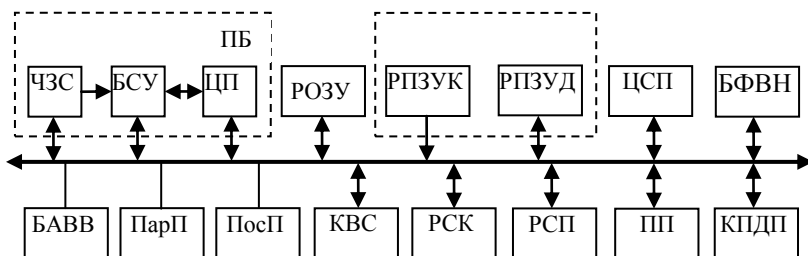 ПБ
ЧЗС
БСУ
ЦП
РОЗУ
РПЗУК
РПЗУД
ЦСП
БФВН
БАВВ
ПарП
ПосП
КВС
РСК
РСП
ПП
КПДП